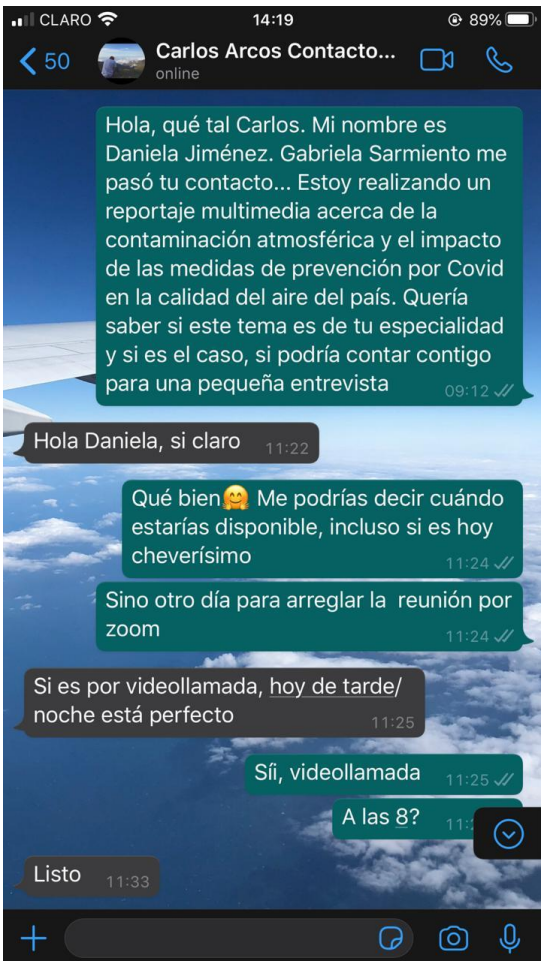 CLARO 14:19 89%
50 Carlos Arcos Contacto...
online
Hola, qué tal Carlos. Mi nombre es
Daniela Jiménez. Gabriela Sarmiento me
pasó tu contacto... Estoy realizando un
reportaje multimedia acerca de la
contaminación atmosférica y el impacto
de las medidas de prevención por Covid
en la calidad del aire del país. Quería
saber si este tema es de tu especialidad
y si es el caso, si podría contar contigo
para una pequeña entrevista 09:12
Hola Daniela, si claro 11:22
Qué bien🤗 Me podrías decir cuándo
estarías disponible, incluso si es hoy
cheverísimo 11:24
Sino otro día para arreglar la reunión por
zoom 11:24
Si es por videollamada, hoy de tarde/
noche está perfecto 11:25
Síi, videollamada 11:25
A las 8?
Listo 11:33